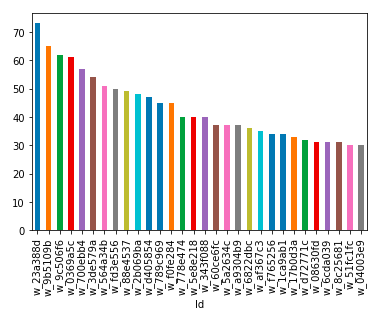 70
60
50
40
30
20
10
0
w_23a388d
w_9b5109b
w_9c506f6
w_0369a5c
w_700ebb4
w_3de579a
w_564a34b
w_fd3e556
w_88e4537
w_2b069ba
w_d405854
w_789c969
w_f0fe284
w_778e474
w_5e8e218
w_343f088
w_60ce6fc
w_5a2634c
w_a9304b9
w_6822dbc
w_af367c3
w_f765256
w_1ca9ab1
w_17b0d3a
w_d72771c
w_08630fd
w_6cda039
w_8c25681
w_51fc1fc
w_04003e9
Id